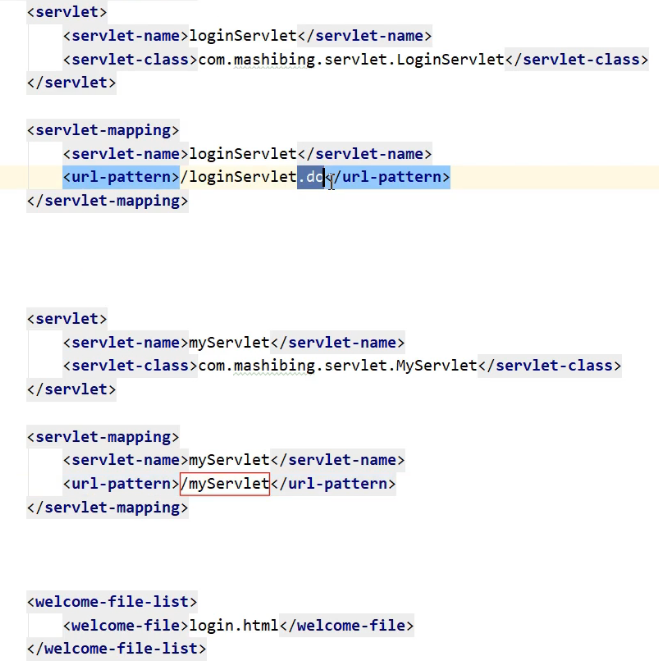 <servlet>
<servlet-name>loginServlet</servlet-name>
<servlet-class>com.mashibing.servlet.LoginServlet</servlet-class>
</servlet>
<servlet-mapping>
<servlet-name>loginServlet</servlet-name>
<url-pattern>/loginServlet.do</url-pattern>
</servlet-mapping>
<servlet>
<servlet-name>myServlet</servlet-name>
<servlet-class>com.mashibing.servlet.MyServlet</servlet-class>
</servlet>
<servlet-mapping>
<servlet-name>myServlet</servlet-name>
<url-pattern>/myServlet</url-pattern>
</servlet-mapping>
<welcome-file-list>
<welcome-file>login.html</welcome-file>
</welcome-file-list>